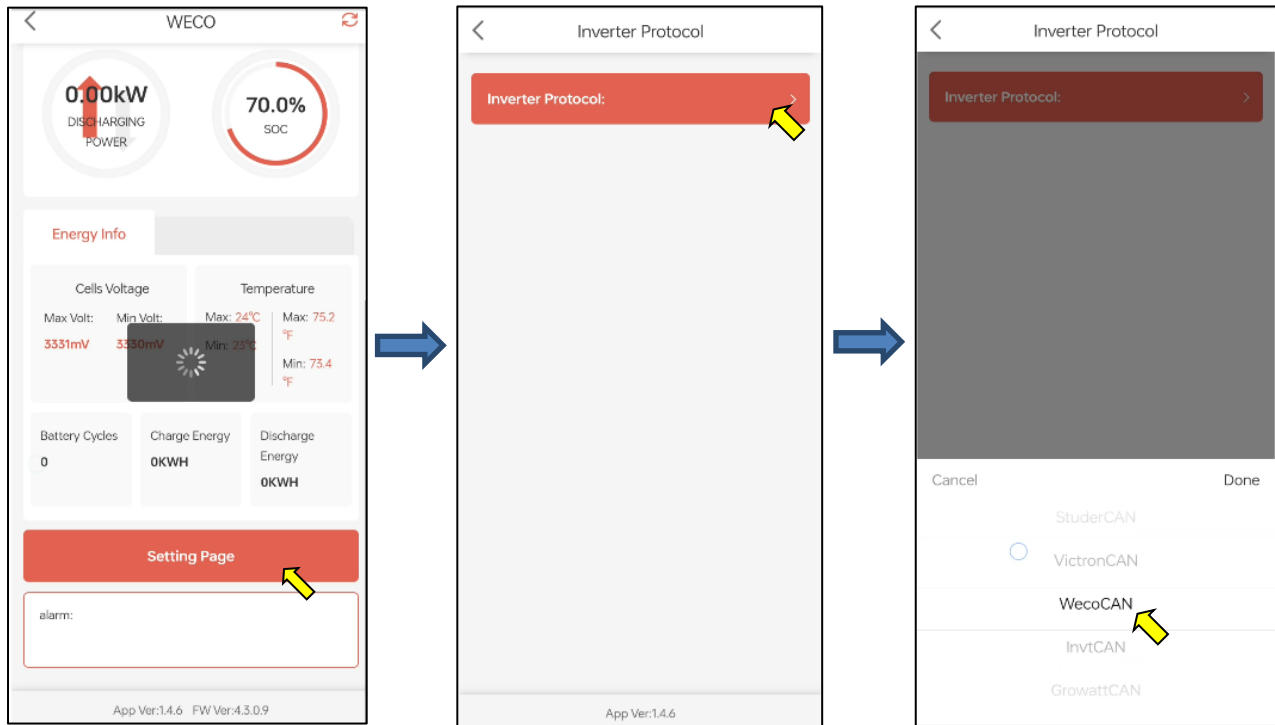 WECO
0.00kW
DISCHARGING
POWER
70.0%
SOC
Energy Info
Cells Voltage
Max Volt: Min Volt:
3331mV 3330mV
Temperature
Max: 24°C
Min: 23°C
Max: 75.2
°F
Min: 73.4
°F
Battery Cycles
0
Charge Energy
0KWH
Discharge
Energy
0KWH
Setting Page
alarm:
App Ver:1.4.6 FW Ver:4.3.0.9
Inverter Protocol
Inverter Protocol:
App Ver:1.4.6
Inverter Protocol
Inverter Protocol:
Cancel Done
StuderCAN
VictronCAN
WecoCAN
InvtCAN
GrowattCAN